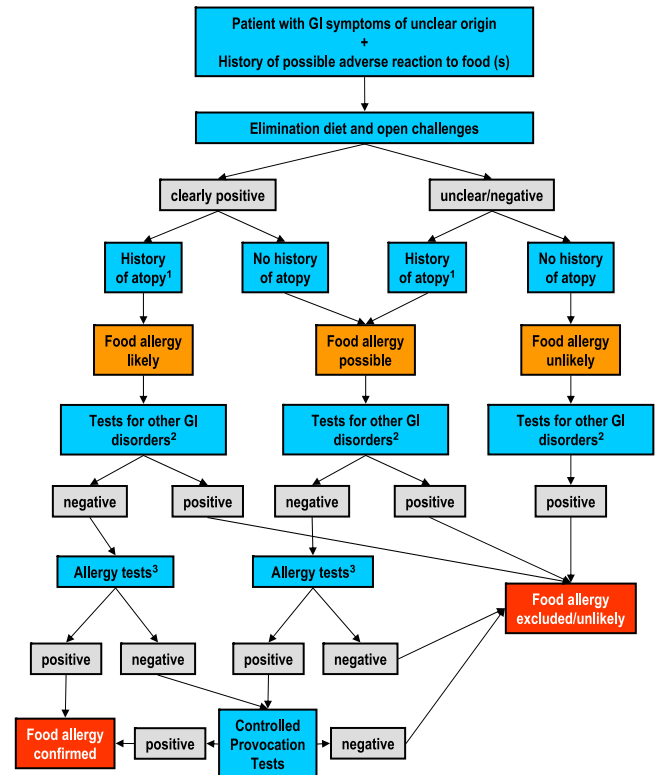 Patient with GI symptoms of unclear origin
+
History of possible adverse reaction to food (s)
Elimination diet and open challenges
clearly positive
unclear/negative
History
of atopy¹
No history
of atopy
History
of atopy¹
No history
of atopy
Food allergy
likely
Food allergy
possible
Food allergy
unlikely
Tests for other GI
disorders²
Tests for other GI
disorders²
Tests for other GI
disorders²
negative
positive
negative
positive
positive
Allergy tests³
Allergy tests³
Food allergy
excluded/unlikely
positive
negative
positive
negative
Food allergy
confirmed
positive
Controlled
Provocation
Tests
negative